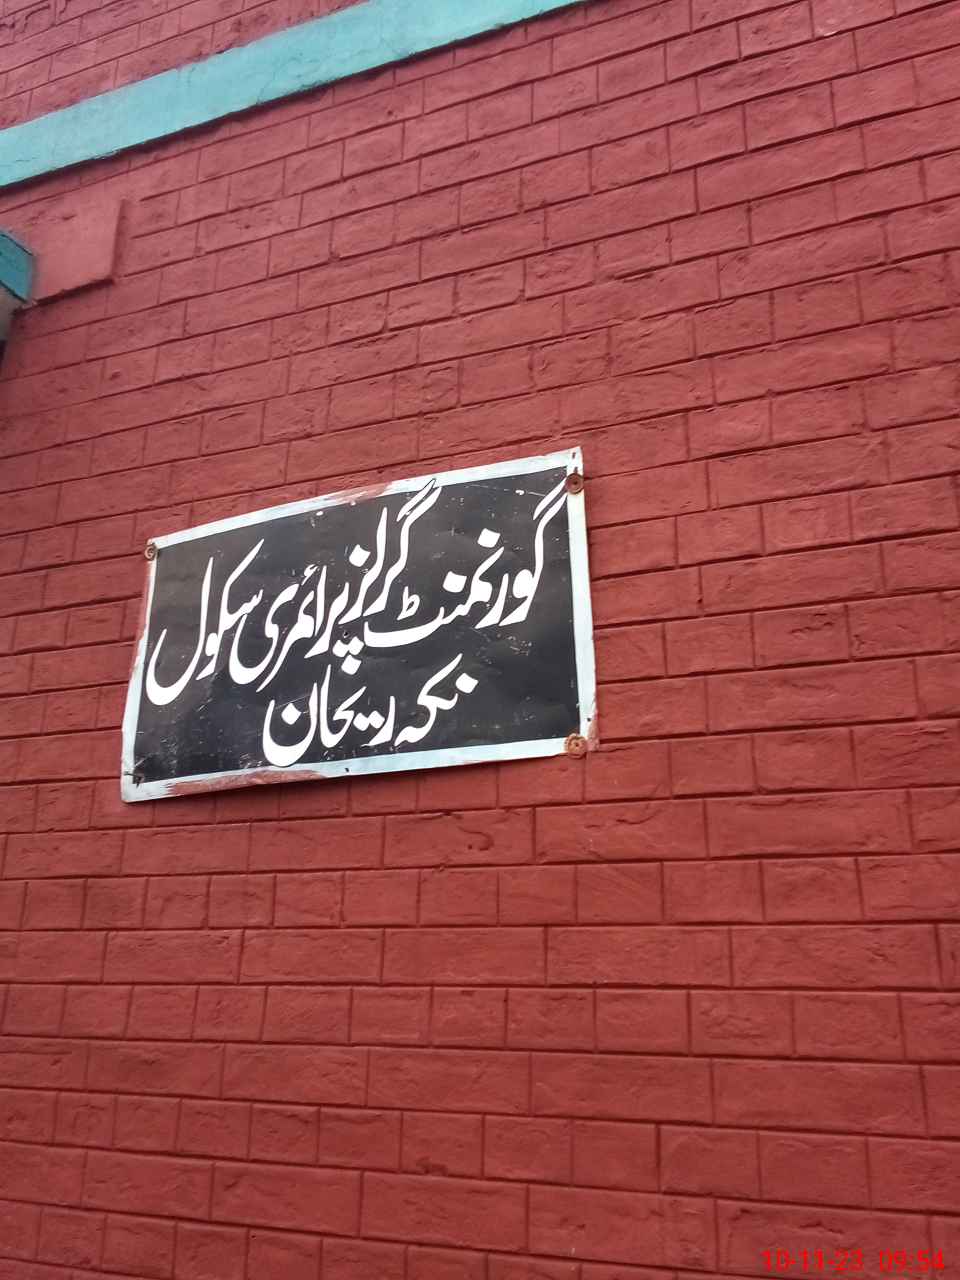 گورنمنٹ گرلز پرائمری سکول
نکہ ریحان
10-11-23 09:54